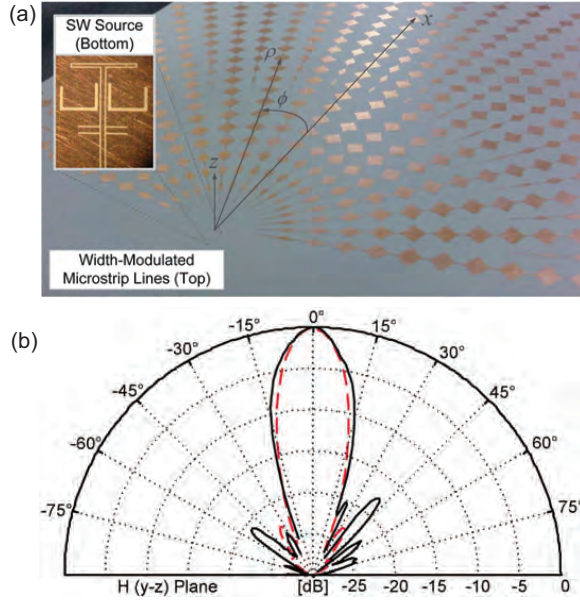 (a)
SW Source
(Bottom)
x
ρ
ϕ
z
Width-Modulated
Microstrip Lines (Top)
(b)
0°
-15° 15°
-30° 30°
-45° 45°
-60° 60°
-75° 75°
H (y-z) Plane [dB] -25 -20 -15 -10 -5 0